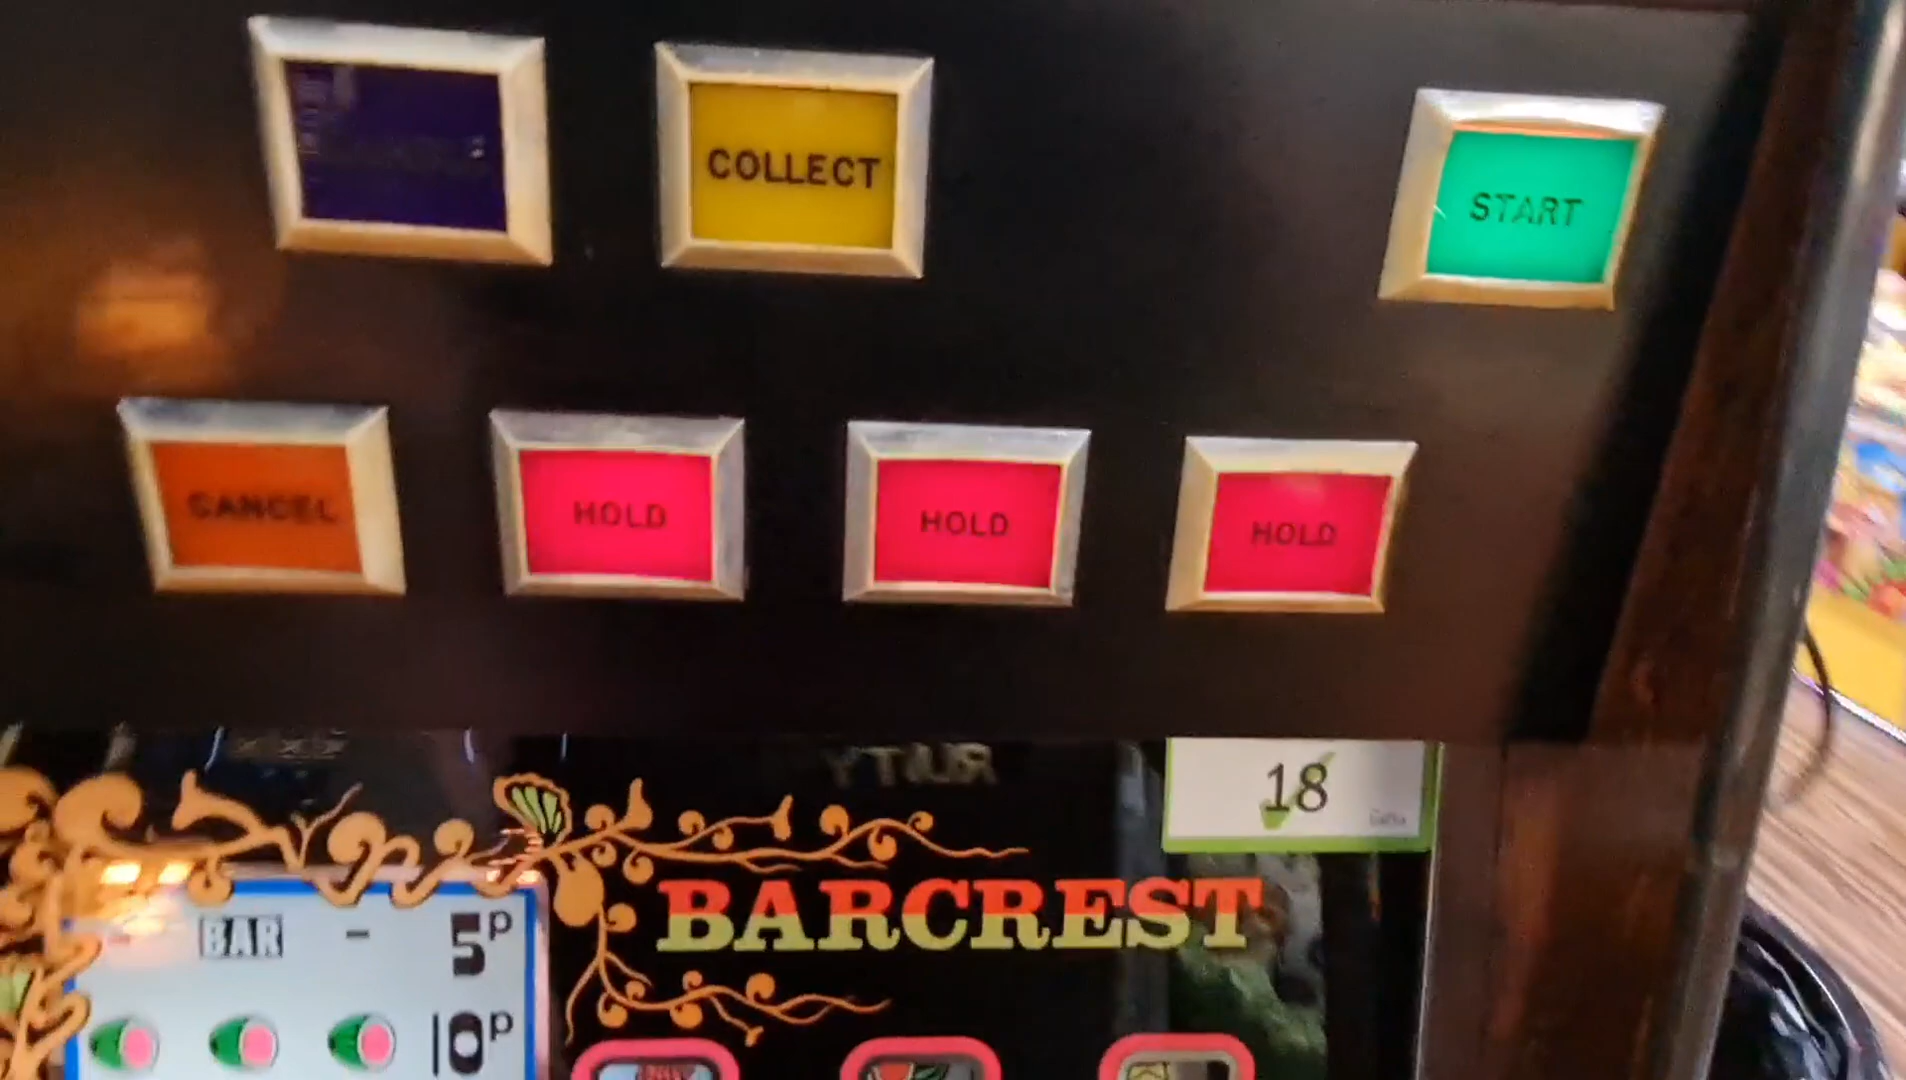 COLLECT
START
CANCEL
HOLD
HOLD
HOLD
18
BARCREST
BAR - 5P
10P